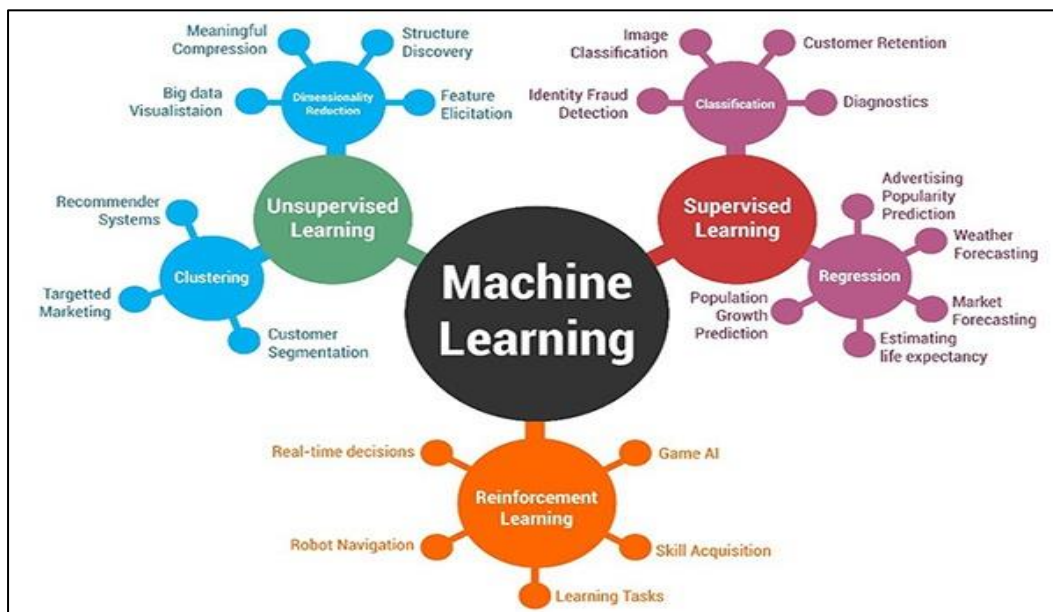 Meaningful
Compression
Structure
Discovery
Big data
Visualistaion
Dimensionality
Reduction
Feature
Elicitation
Unsupervised
Learning
Recommender
Systems
Clustering
Targetted
Marketing
Customer
Segmentation
Machine
Learning
Image
Classification
Customer Retention
Identity Fraud
Detection
Classification
Diagnostics
Supervised
Learning
Advertising
Popularity
Prediction
Weather
Forecasting
Regression
Population
Growth
Prediction
Market
Forecasting
Estimating
life expectancy
Real-time decisions
Game AI
Reinforcement
Learning
Robot Navigation
Skill Acquisition
Learning Tasks